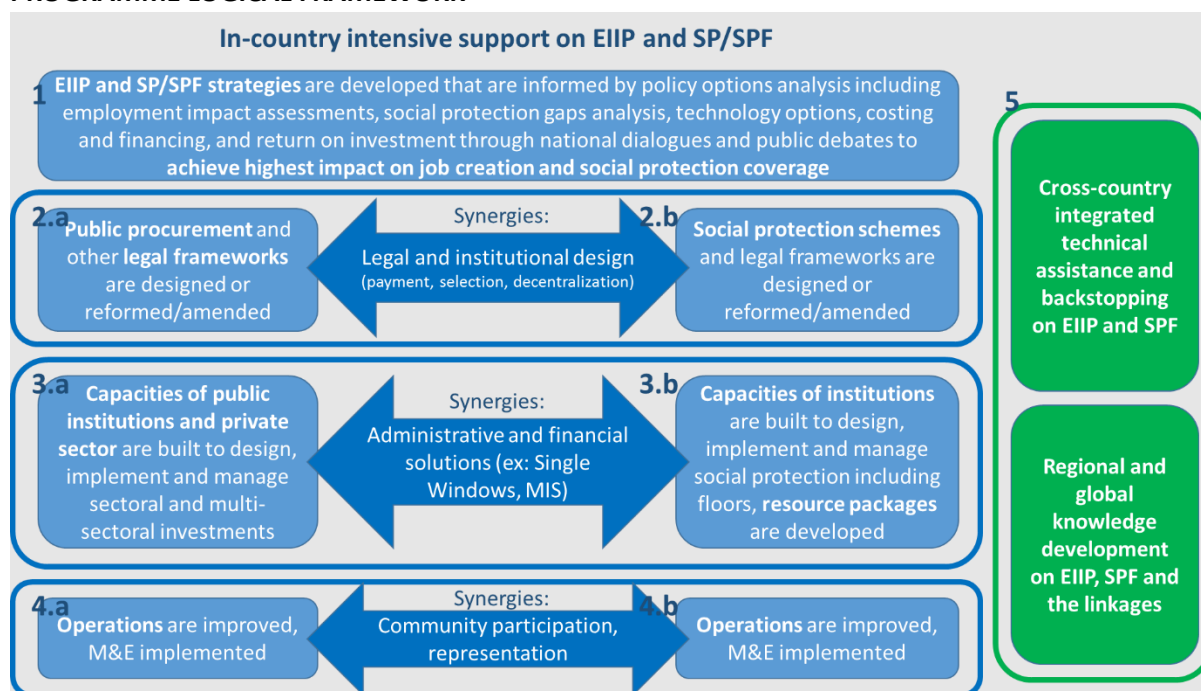 PROGRAMME LOGICAL FRAMEWORK
In-country intensive support on EIIP and SP/SPF
1
EIIP and SP/SPF strategies are developed that are informed by policy options analysis including
employment impact assessments, social protection gaps analysis, technology options, costing
and financing, and return on investment through national dialogues and public debates to
achieve highest impact on job creation and social protection coverage
2.a
Public procurement and
other legal frameworks
are designed or
reformed/amended
Synergies:
Legal and institutional design
(payment, selection, decentralization)
2.b
Social protection schemes
and legal frameworks are
designed or
reformed/amended
3.a
Capacities of public
institutions and private
sector are built to design,
implement and manage
sectoral and multi-
sectoral investments
Synergies:
Administrative and financial
solutions (ex: Single
Windows, MIS)
3.b
Capacities of institutions
are built to design,
implement and manage
social protection including
floors, resource packages
are developed
4.a
Operations are improved,
M&E implemented
Synergies:
Community participation,
representation
4.b
Operations are improved,
M&E implemented
5
Cross-country
integrated
technical
assistance and
backstopping
on EIIP and SPF
Regional and
global
knowledge
development
on EIIP, SPF and
the linkages